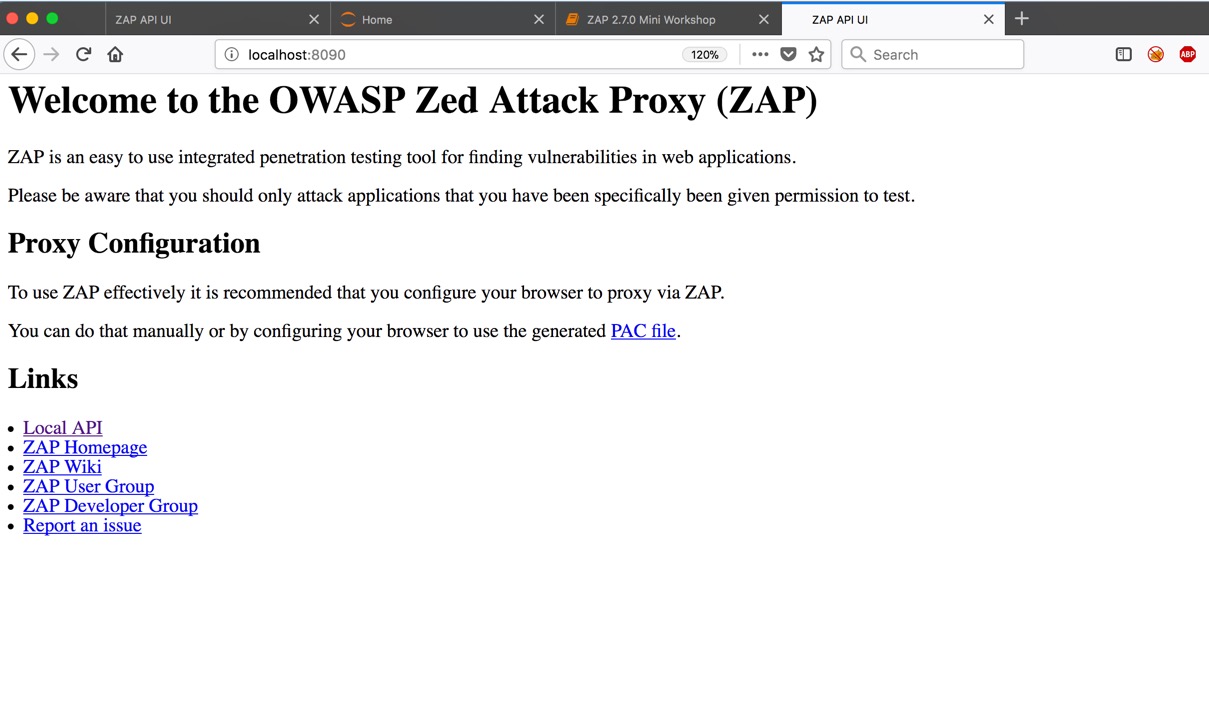 ZAP API UI
Home
ZAP 2.7.0 Mini Workshop
ZAP API UI
localhost:8090
120%
Search
ABP
Welcome to the OWASP Zed Attack Proxy (ZAP)
ZAP is an easy to use integrated penetration testing tool for finding vulnerabilities in web applications.
Please be aware that you should only attack applications that you have been specifically been given permission to test.
Proxy Configuration
To use ZAP effectively it is recommended that you configure your browser to proxy via ZAP.
You can do that manually or by configuring your browser to use the generated PAC file.
Links
Local API
ZAP Homepage
ZAP Wiki
ZAP User Group
ZAP Developer Group
Report an issue